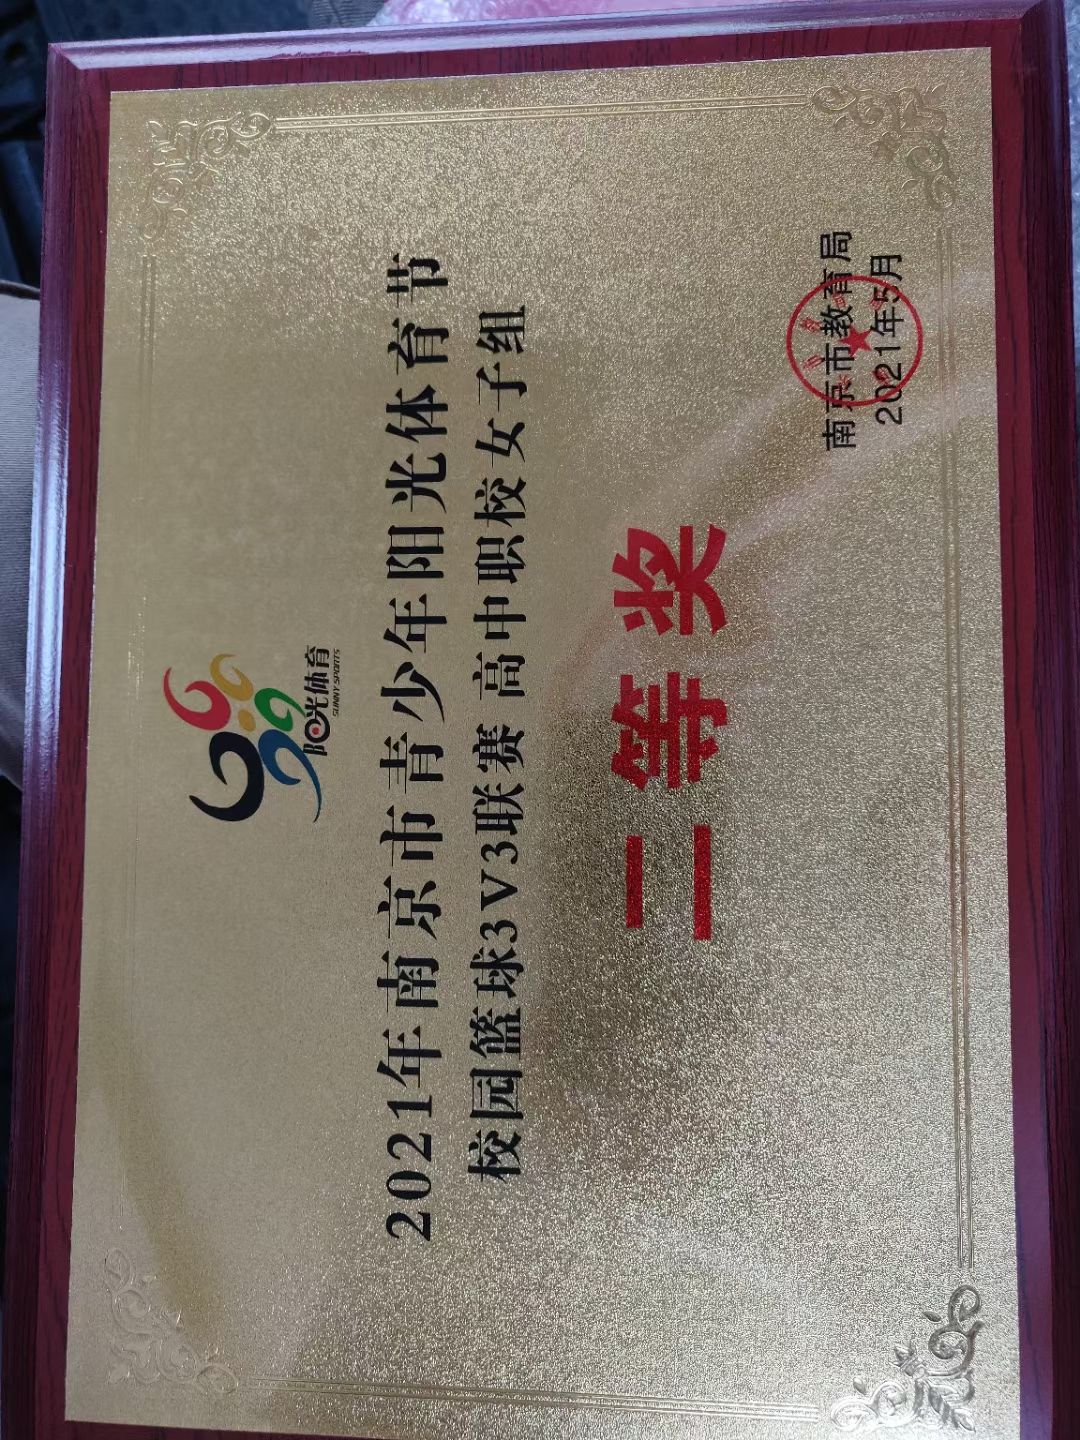 阳光体育
SUNNY SPORTS
2021年南京市青少年阳光体育节
校园篮球3V3联赛 高中职校女子组
二等奖
南京市教育局
2021年5月